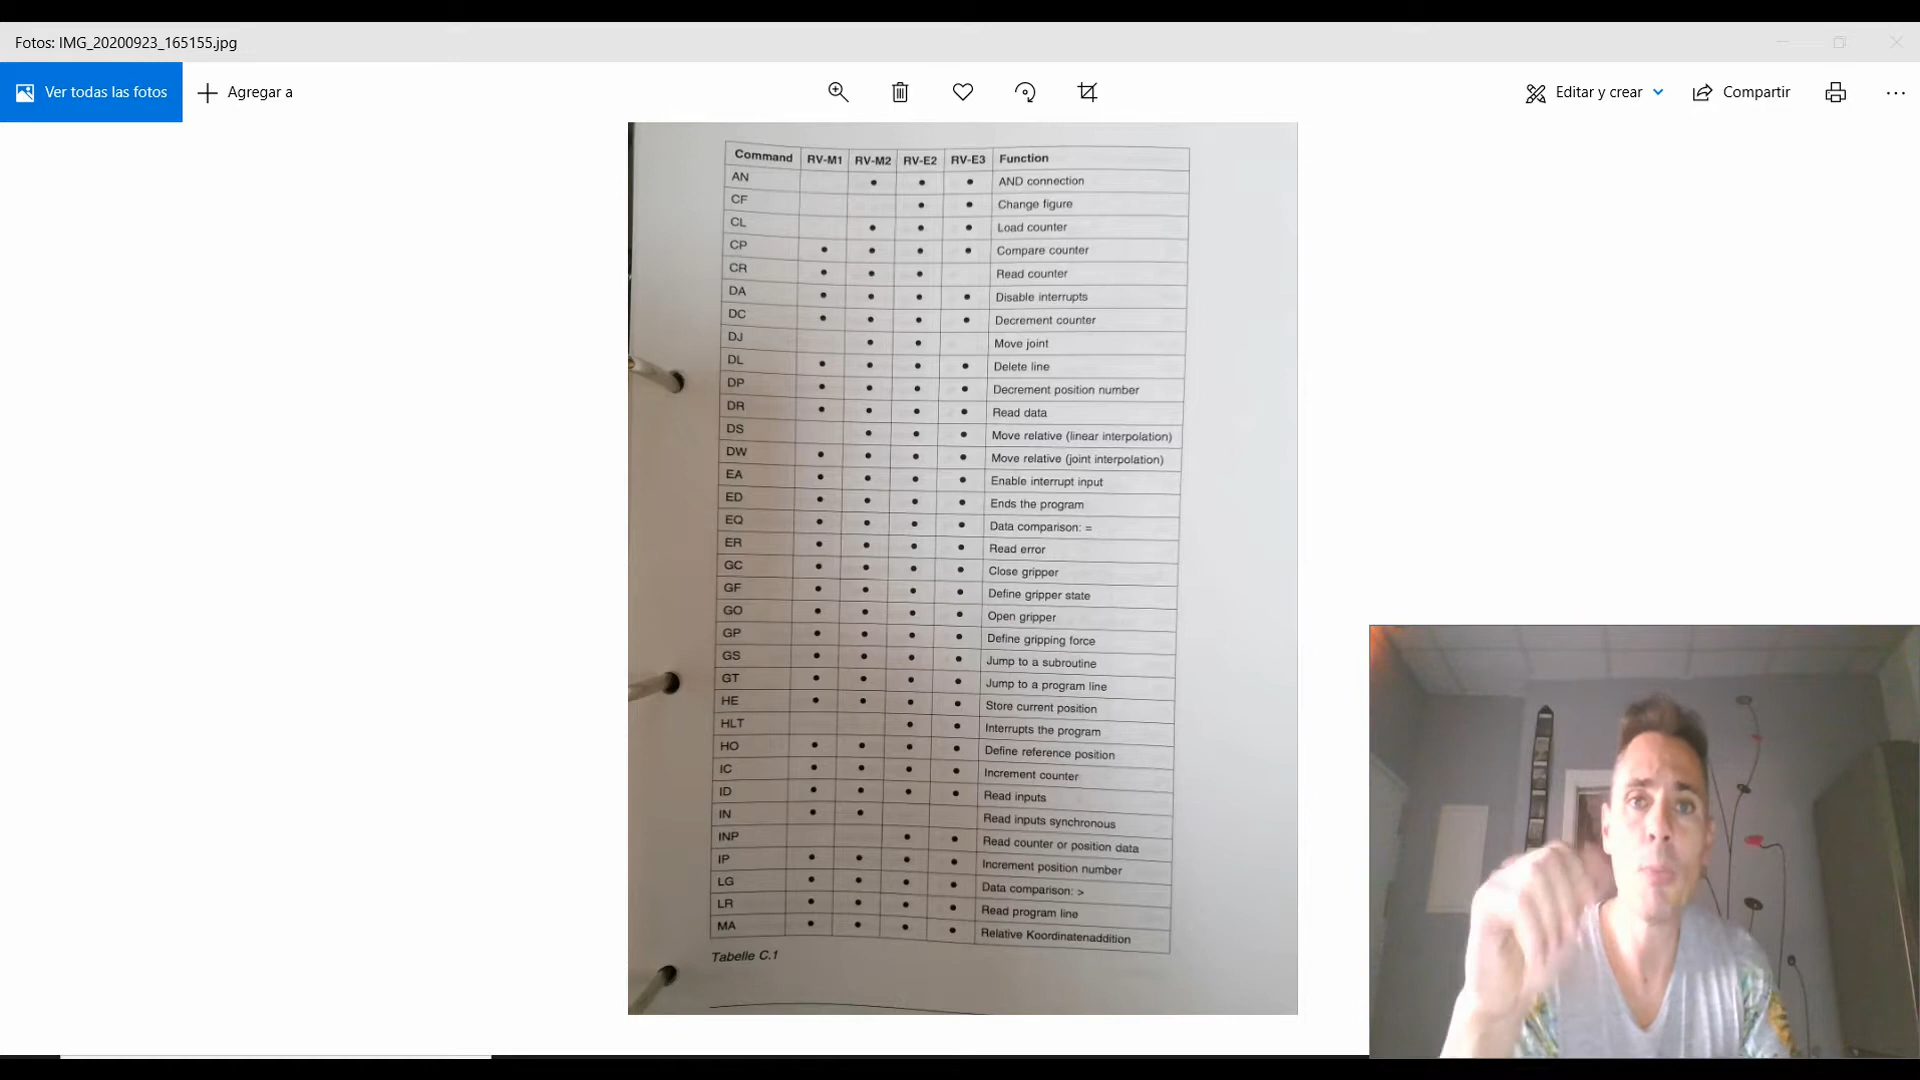 Fotos: IMG_20200923_165155.jpg
Ver todas las fotos
Agregar a
Editar y crear
Compartir
Command RV-M1 RV-M2 RV-E2 RV-E3 Function
AN • • • AND connection
CF • • Change figure
CL • • • Load counter
CP • • • • Compare counter
CR • • • Read counter
DA • • • • Disable interrupts
DC • • • • Decrement counter
DJ • • Move joint
DL • • • • Delete line
DP • • • • Decrement position number
DR • • • • Read data
DS • • • Move relative (linear interpolation)
DW • • • • Move relative (joint interpolation)
EA • • • • Enable interrupt input
ED • • • • Ends the program
EQ • • • • Data comparison: =
ER • • • • Read error
GC • • • • Close gripper
GF • • • • Define gripper state
GO • • • • Open gripper
GP • • • • Define gripping force
GS • • • • Jump to a subroutine
GT • • • • Jump to a program line
HE • • • • Store current position
HLT • • Interrupts the program
HO • • • • Define reference position
IC • • • • Increment counter
ID • • • • Read inputs
IN • • Read inputs synchronous
INP • • Read counter or position data
IP • • • • Increment position number
LG • • • • Data comparison: >
LR • • • • Read program line
MA • • • • Relative Koordinatenaddition
Tabelle C.1